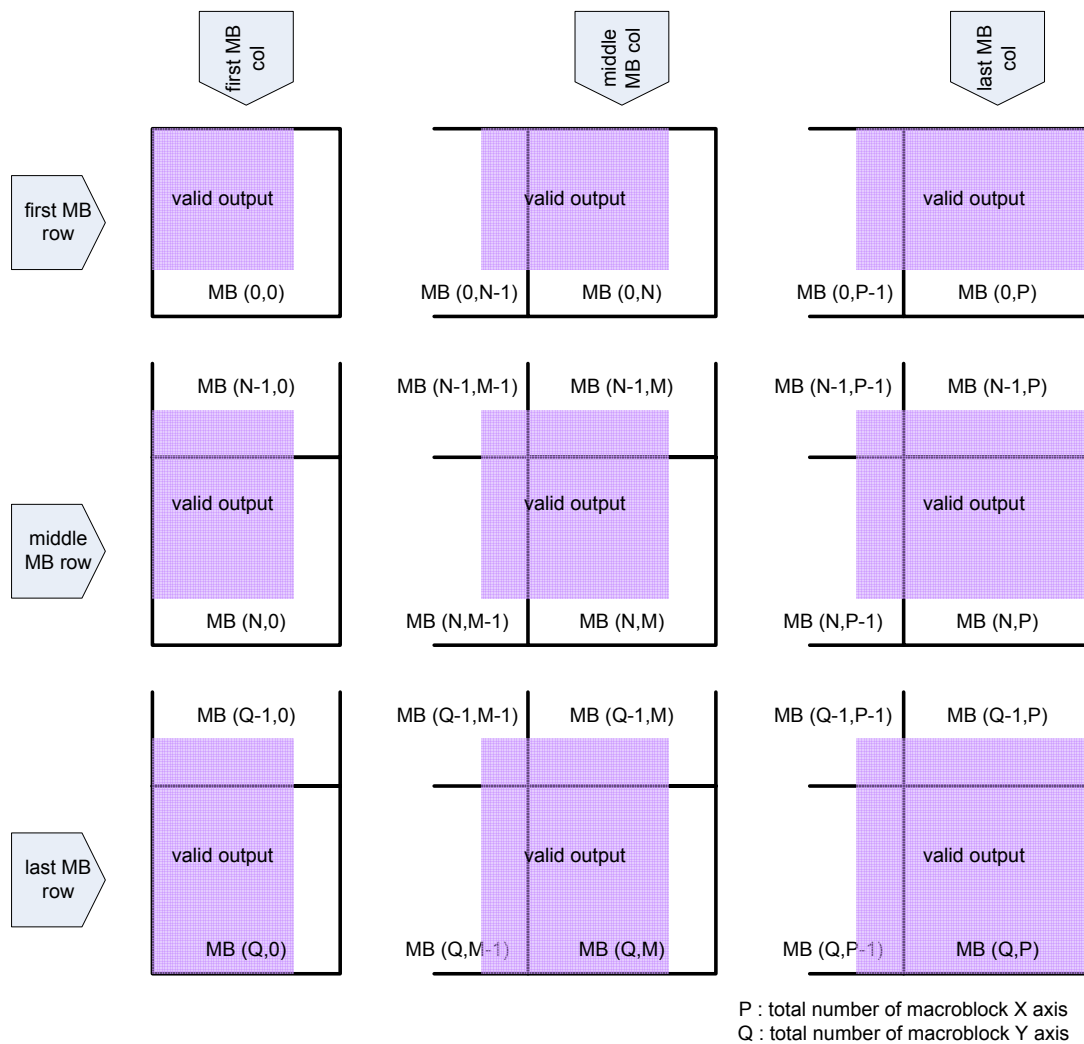 first MB
col
middle
MB col
last MB
col
first MB
row
valid output
valid output
valid output
MB (0,0)
MB (0,N-1)
MB (0,N)
MB (0,P-1)
MB (0,P)
MB (N-1,0)
MB (N-1,M-1)
MB (N-1,M)
MB (N-1,P-1)
MB (N-1,P)
middle
MB row
valid output
valid output
valid output
MB (N,0)
MB (N,M-1)
MB (N,M)
MB (N,P-1)
MB (N,P)
MB (Q-1,0)
MB (Q-1,M-1)
MB (Q-1,M)
MB (Q-1,P-1)
MB (Q-1,P)
last MB
row
valid output
valid output
valid output
MB (Q,0)
MB (Q,M-1)
MB (Q,M)
MB (Q,P-1)
MB (Q,P)
P : total number of macroblock X axis
Q : total number of macroblock Y axis